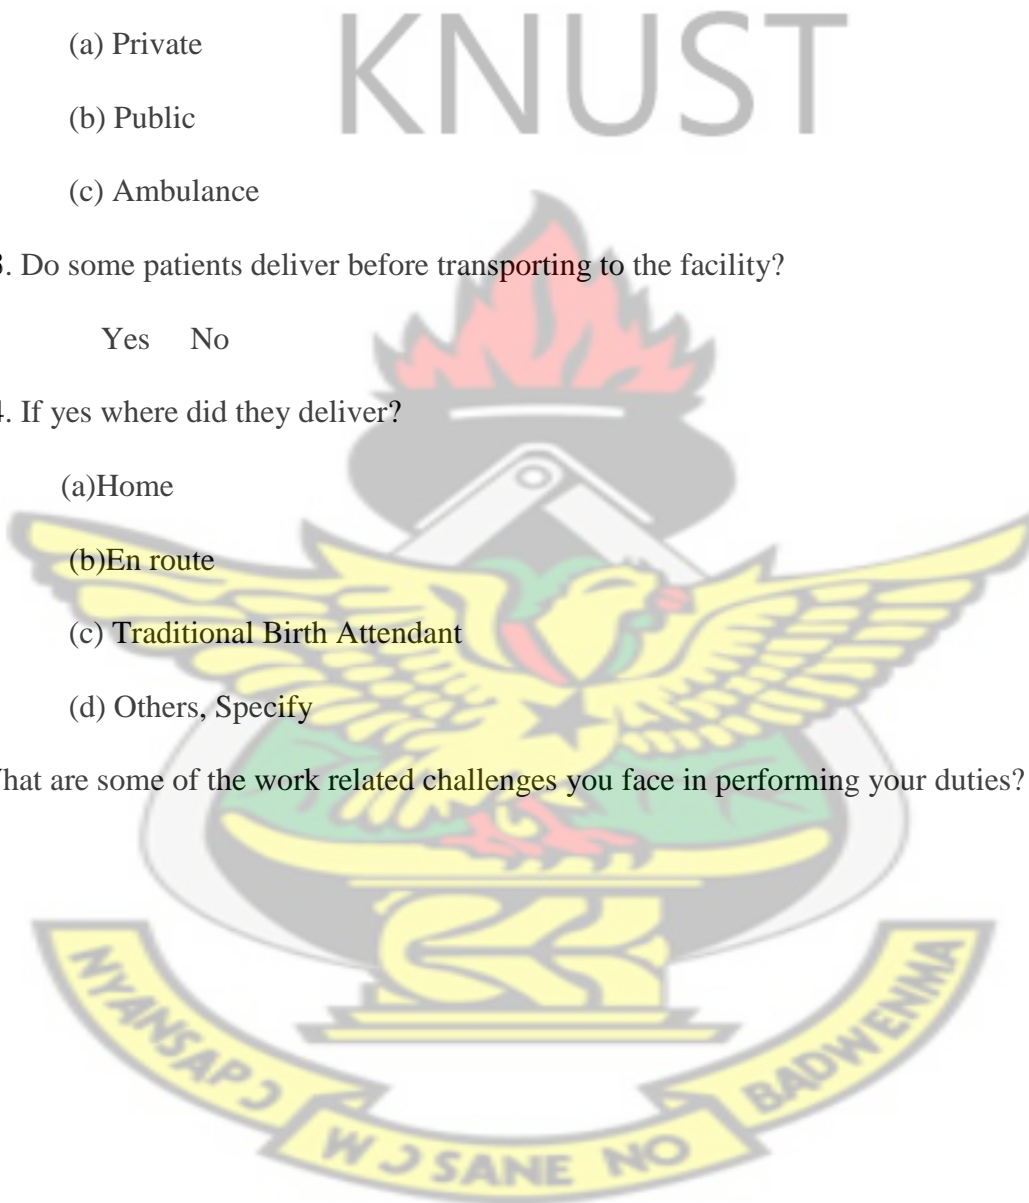 KNUST
(a) Private
(b) Public
(c) Ambulance
3. Do some patients deliver before transporting to the facility?
Yes No
4. If yes where did they deliver?
(a)Home
(b)En route
(c) Traditional Birth Attendant
(d) Others, Specify
What are some of the work related challenges you face in performing your duties?
NYANSAPƆ
WƆ SANE NO
BADWENMA